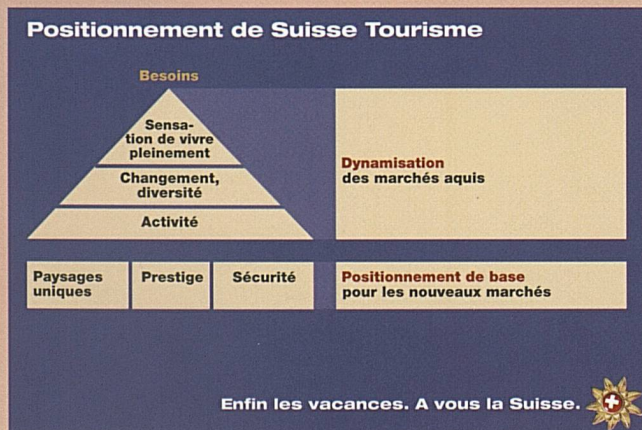 Positionnement de Suisse Tourisme
Besoins
Sensa-
tion de vivre
pleinement
Changement,
diversité
Activité
Dynamisation
des marchés aquis
Paysages
uniques
Prestige
Sécurité
Positionnement de base
pour les nouveaux marchés
Enfin les vacances. A vous la Suisse.